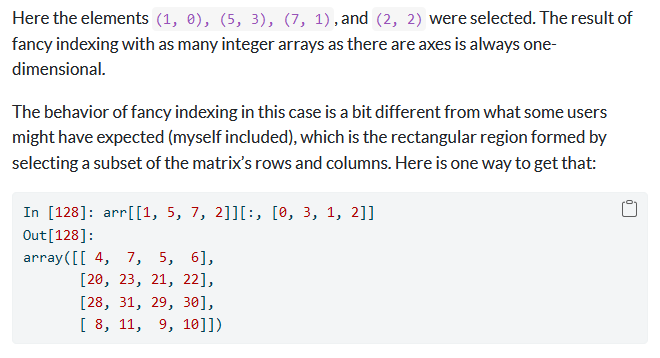 Here the elements (1, 0), (5, 3), (7, 1), and (2, 2) were selected. The result of
fancy indexing with as many integer arrays as there are axes is always one-
dimensional.
The behavior of fancy indexing in this case is a bit different from what some users
might have expected (myself included), which is the rectangular region formed by
selecting a subset of the matrix’s rows and columns. Here is one way to get that:
In [128]: arr[[1, 5, 7, 2]][:, [0, 3, 1, 2]]
Out[128]:
array([[ 4,  7,  5,  6],
       [20, 23, 21, 22],
       [28, 31, 29, 30],
       [ 8, 11,  9, 10]])